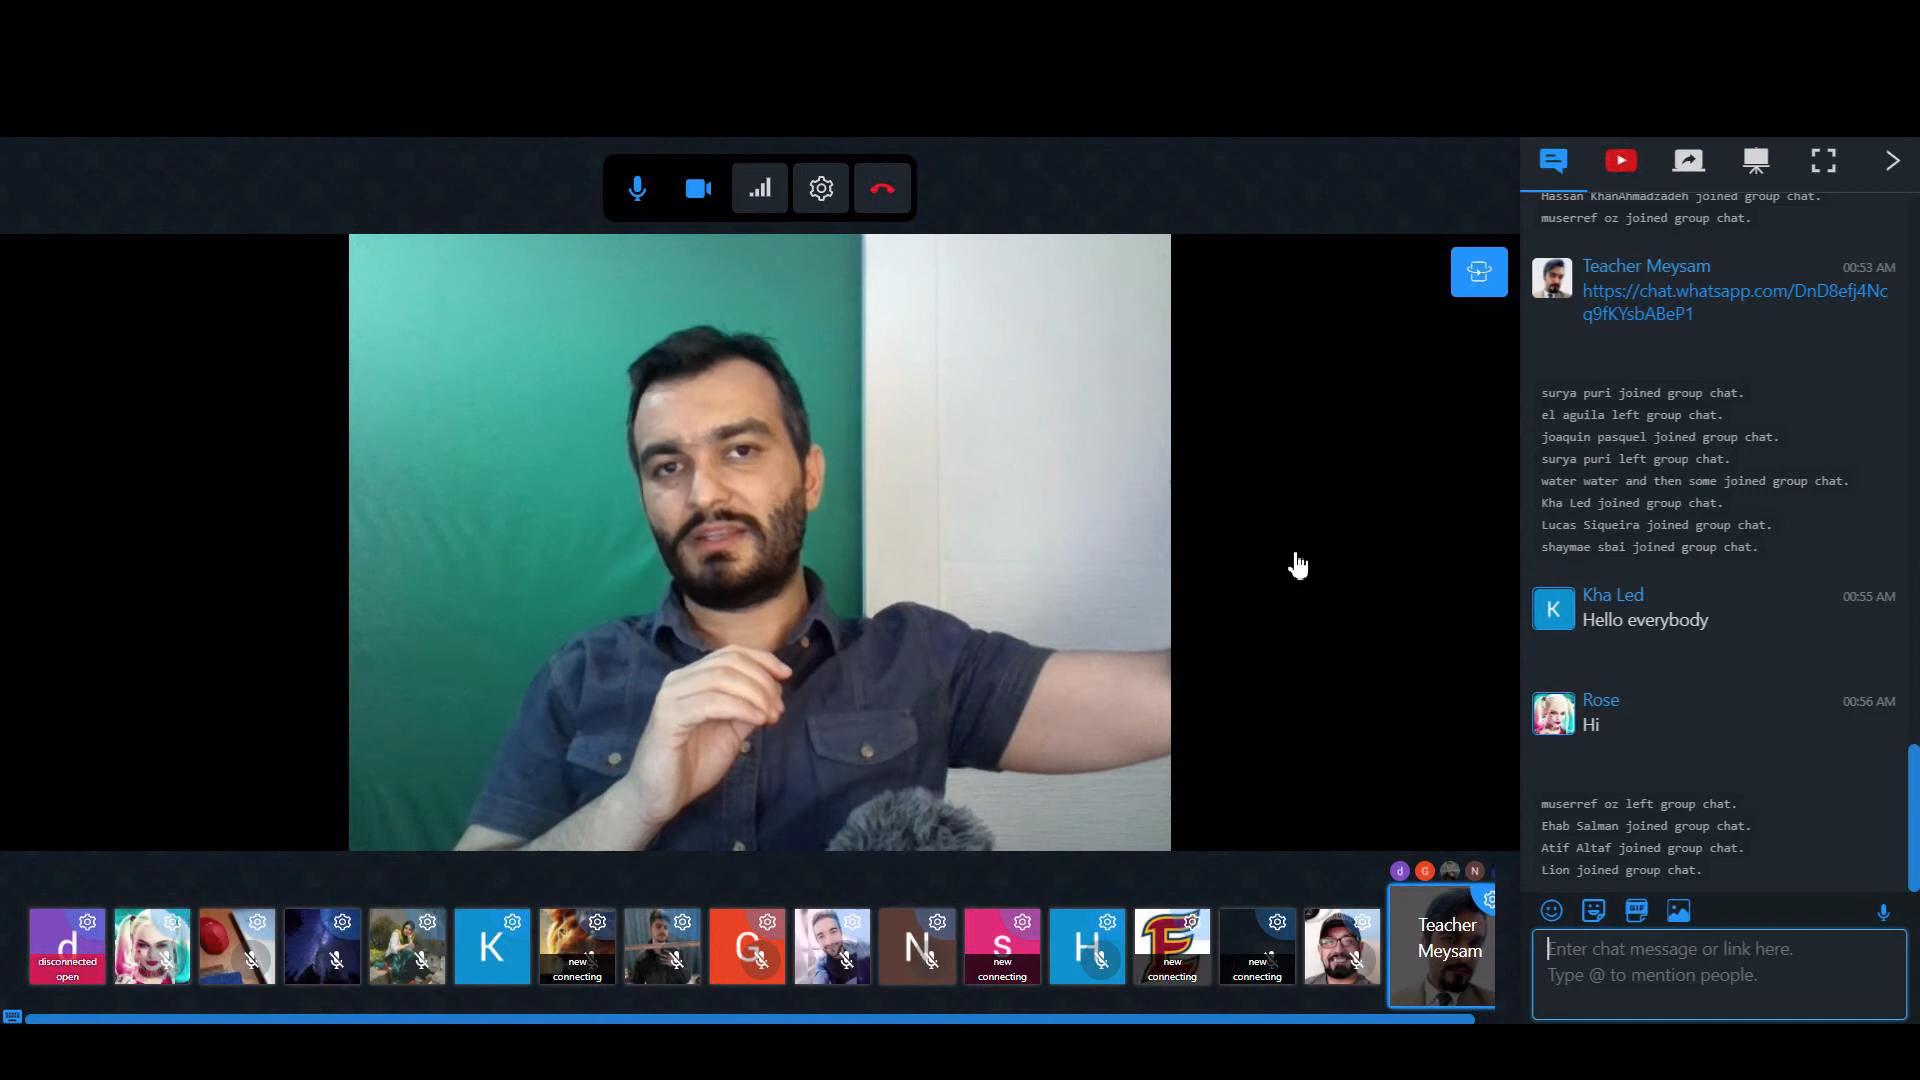 Hassan KhanAhmadzadeh joined group chat.
muserref oz joined group chat.
Teacher Meysam
00:53 AM
https://chat.whatsapp.com/DnD8efj4Nc
q9fKYsbABeP1
surya puri joined group chat.
el aguila left group chat.
joaquin pasquel joined group chat.
surya puri left group chat.
water water and then some joined group chat.
Kha Led joined group chat.
Lucas Siqueira joined group chat.
shaymae sbai joined group chat.
K
Kha Led
00:55 AM
Hello everybody
Rose
00:56 AM
Hi
muserref oz left group chat.
Ehab Salman joined group chat.
Atif Altaf joined group chat.
Lion joined group chat.
GIF
Enter chat message or link here.
Type @ to mention people.
d
G
N
d
disconnected
open
K
new
connecting
G
N
s
new
connecting
H
F
new
connecting
new
connecting
Teacher
Meysam